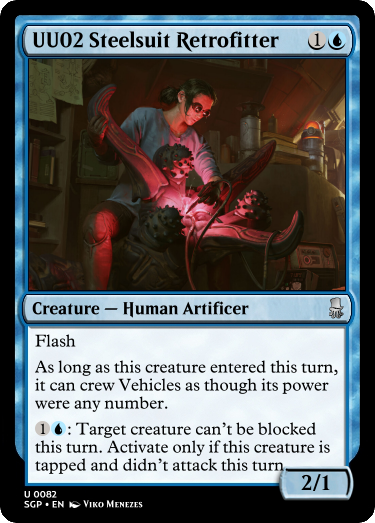 UU02 Steelsuit Retrofitter 1
Creature — Human Artificer
Flash
As long as this creature entered this turn,
it can crew Vehicles as though its power
were any number.
1 : Target creature can't be blocked
this turn. Activate only if this creature is
tapped and didn't attack this turn.
2/1
U 0082
SGP • EN Viko Menezes